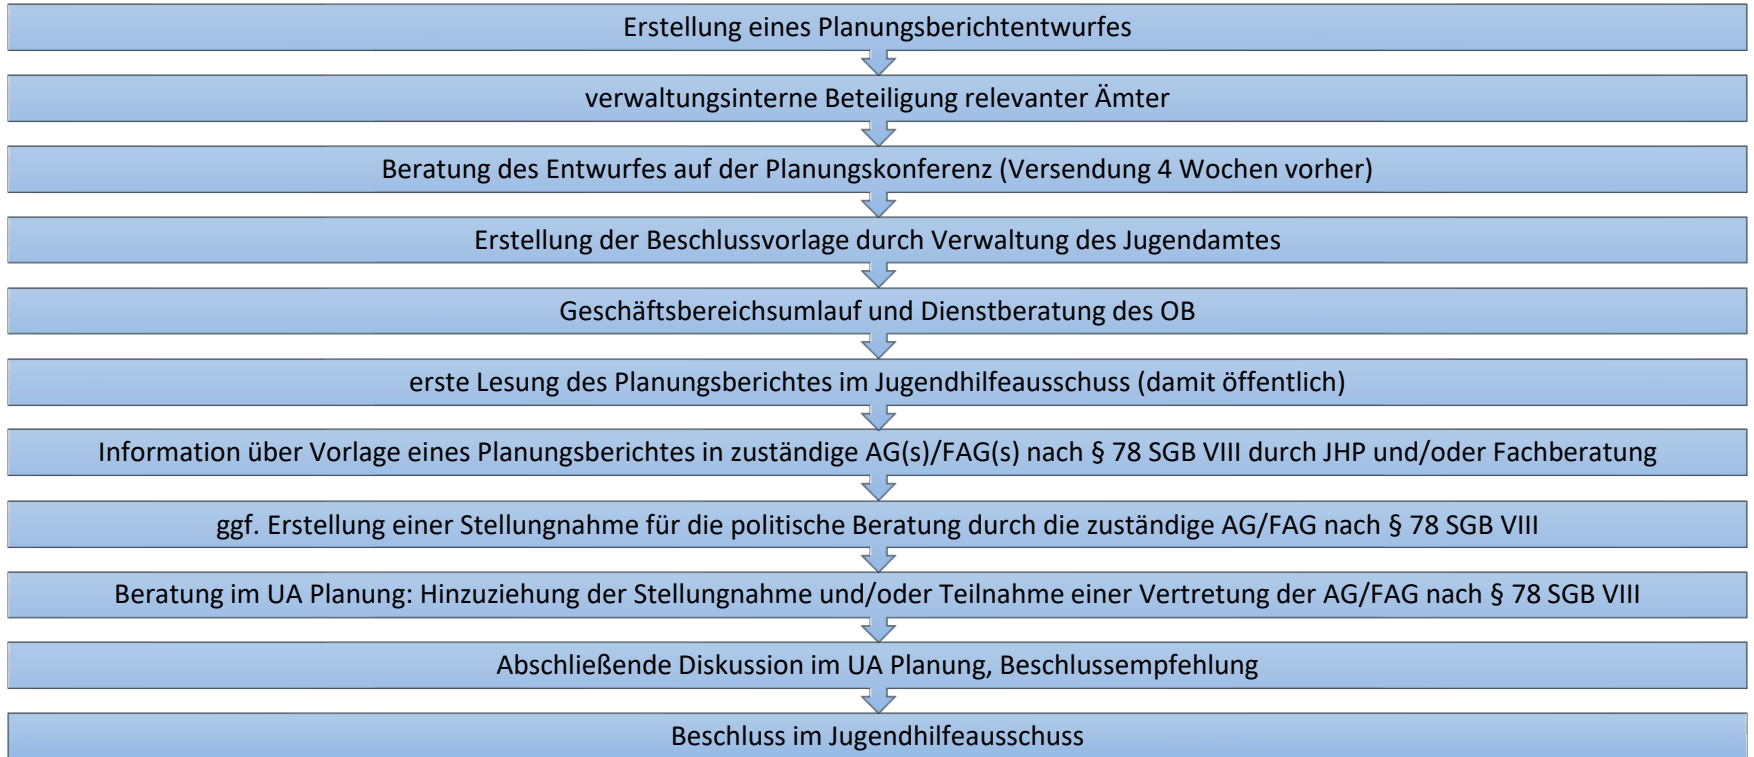 Erstellung eines Planungsberichtentwurfes
verwaltungsinterne Beteiligung relevanter Ämter
Beratung des Entwurfes auf der Planungskonferenz (Versendung 4 Wochen vorher)
Erstellung der Beschlussvorlage durch Verwaltung des Jugendamtes
Geschäftsbereichsumlauf und Dienstberatung des OB
erste Lesung des Planungsberichtes im Jugendhilfeausschuss (damit öffentlich)
Information über Vorlage eines Planungsberichtes in zuständige AG(s)/FAG(s) nach § 78 SGB VIII durch JHP und/oder Fachberatung
ggf. Erstellung einer Stellungnahme für die politische Beratung durch die zuständige AG/FAG nach § 78 SGB VIII
Beratung im UA Planung: Hinzuziehung der Stellungnahme und/oder Teilnahme einer Vertretung der AG/FAG nach § 78 SGB VIII
Abschließende Diskussion im UA Planung, Beschlussempfehlung
Beschluss im Jugendhilfeausschuss